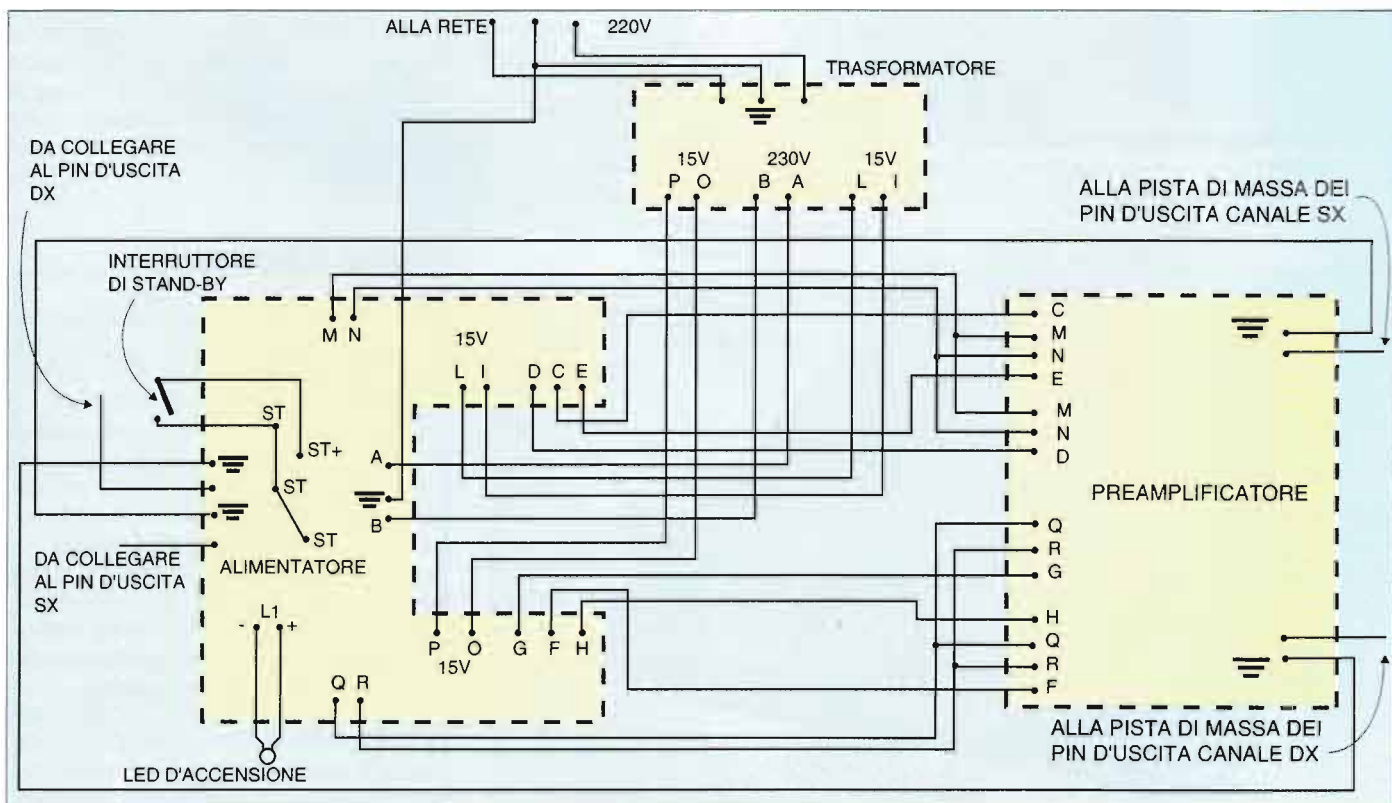 ALLA RETE
220V
TRASFORMATORE
15V 230V 15V
P O B A L I
DA COLLEGARE
AL PIN D'USCITA
DX
INTERRUTTORE
DI STAND-BY
ALLA PISTA DI MASSA DEI
PIN D'USCITA CANALE SX
M N
15V
L I D C E
ST
ST+
ST
ST
A
B
ALIMENTATORE
DA COLLEGARE
AL PIN D'USCITA
SX
L1
- +
P O G F H
15V
Q R
LED D'ACCENSIONE
C
M
N
E
M
N
D
PREAMPLIFICATORE
Q
R
G
H
Q
R
F
ALLA PISTA DI MASSA DEI
PIN D'USCITA CANALE DX